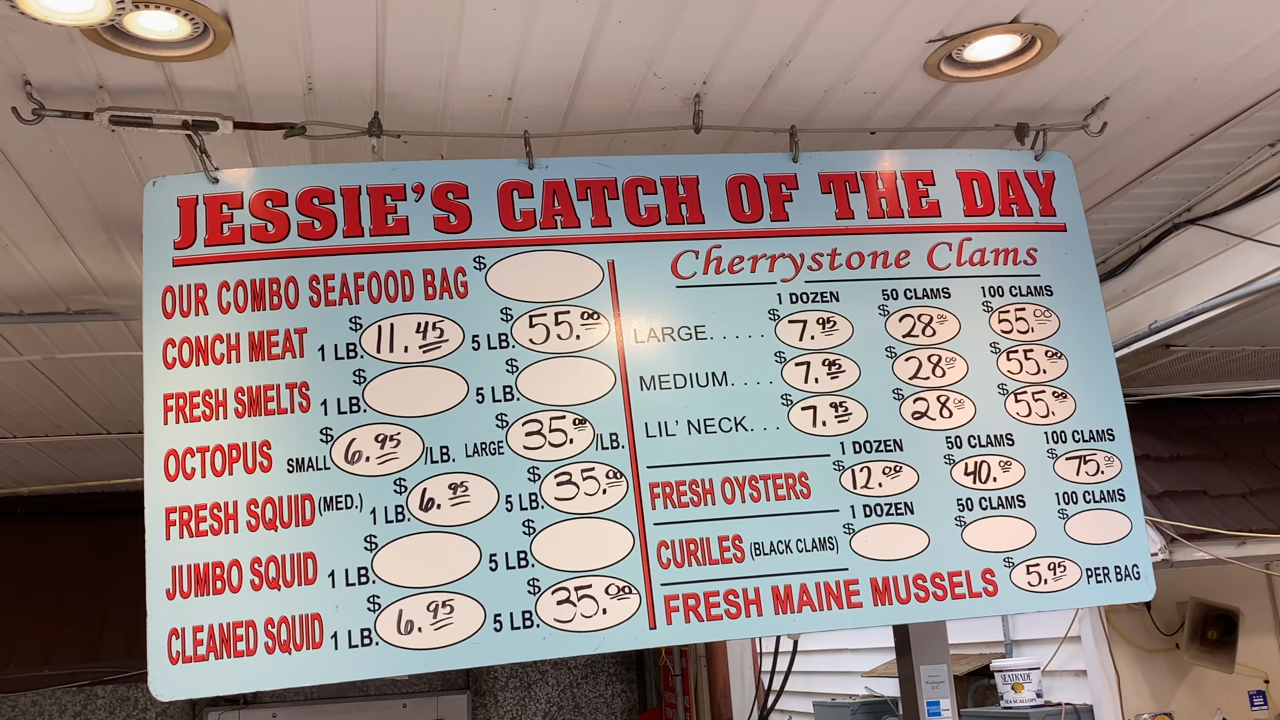 JESSIE'S CATCH OF THE DAY
OUR COMBO SEAFOOD BAG $
CONCH MEAT 1 LB. $11.45 5 LB. $55.00
FRESH SMELTS 1 LB. $ 5 LB. $
OCTOPUS SMALL $6.95 /LB. LARGE $35.00 /LB.
FRESH SQUID (MED.) 1 LB. $6.95 5 LB. $35.00
JUMBO SQUID 1 LB. $ 5 LB. $
CLEANED SQUID 1 LB. $6.95 5 LB. $35.00
Cherrystone Clams
1 DOZEN 50 CLAMS 100 CLAMS
LARGE..... $7.95 $28.00 $55.00
MEDIUM.... $7.95 $28.00 $55.00
LIL' NECK... $7.95 $28.00 $55.00
1 DOZEN 50 CLAMS 100 CLAMS
FRESH OYSTERS $12.00 $40.00 $75.00
1 DOZEN 50 CLAMS 100 CLAMS
CURILES (BLACK CLAMS) $ $ $
FRESH MAINE MUSSELS $5.95 PER BAG
SEATRADE
SEA SCALLOPS